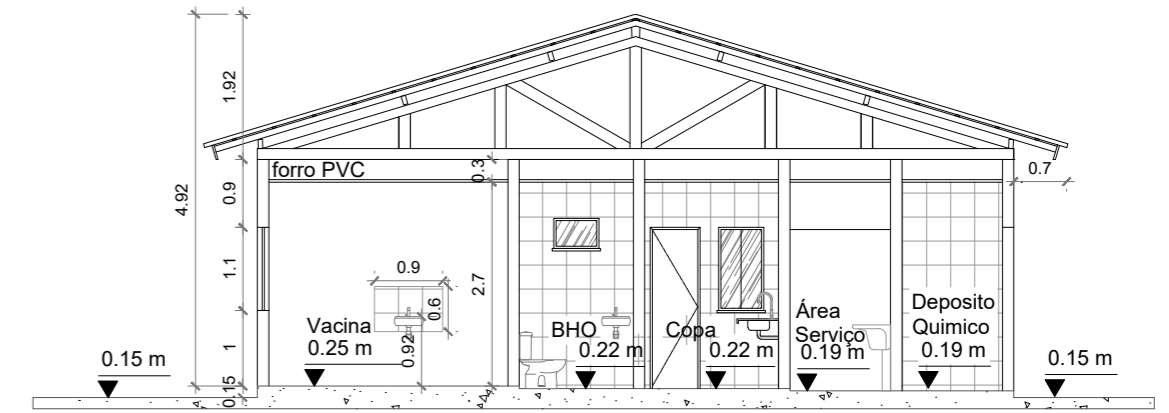 4.92
1.92
0.9
1.1
1
0.15
forro PVC
0.3
2.7
0.7
0.9
0.6
0.92
Vacina
0.25 m
BHO
0.22 m
Copa
0.22 m
Área
Serviço
0.19 m
Deposito
Quimico
0.19 m
0.15 m
0.15 m